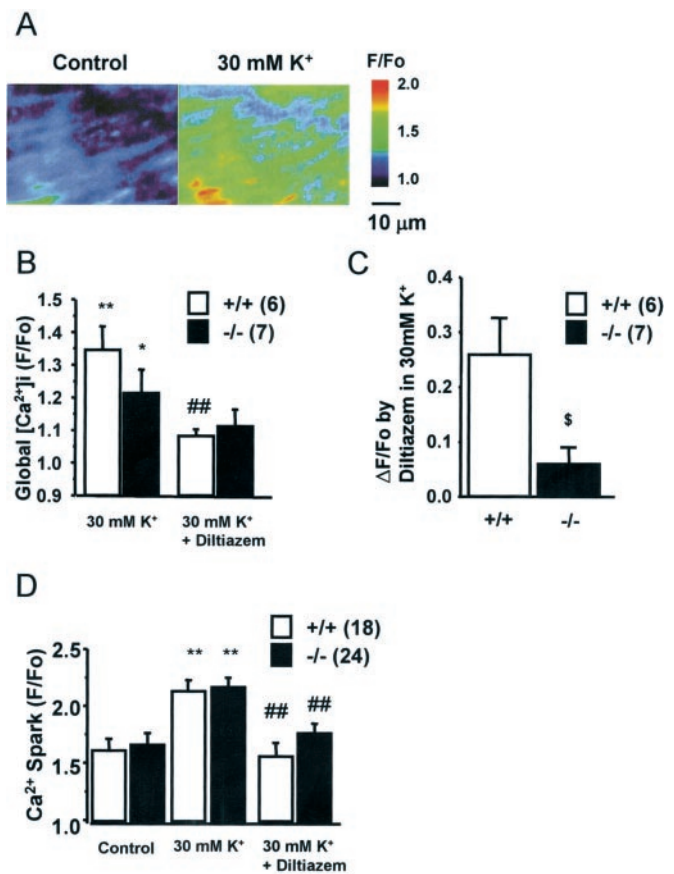 A
Control
30 mM K⁺
F/Fo
2.0
1.5
1.0
10 µm
B
Global [Ca²⁺]i (F/Fo)
1.5
1.4
1.3
1.2
1.1
1.0
0.9
**
*
##
+/+ (6)
-/- (7)
30 mM K⁺
30 mM K⁺
+ Diltiazem
C
ΔF/Fo by
Diltiazem in 30mM K⁺
0.4
0.3
0.2
0.1
0.0
$
+/+ (6)
-/- (7)
+/+
-/-
D
Ca²⁺ Spark (F/Fo)
2.5
2.0
1.5
1.0
** **
## ##
+/+ (18)
-/- (24)
Control
30 mM K⁺
30 mM K⁺
+ Diltiazem